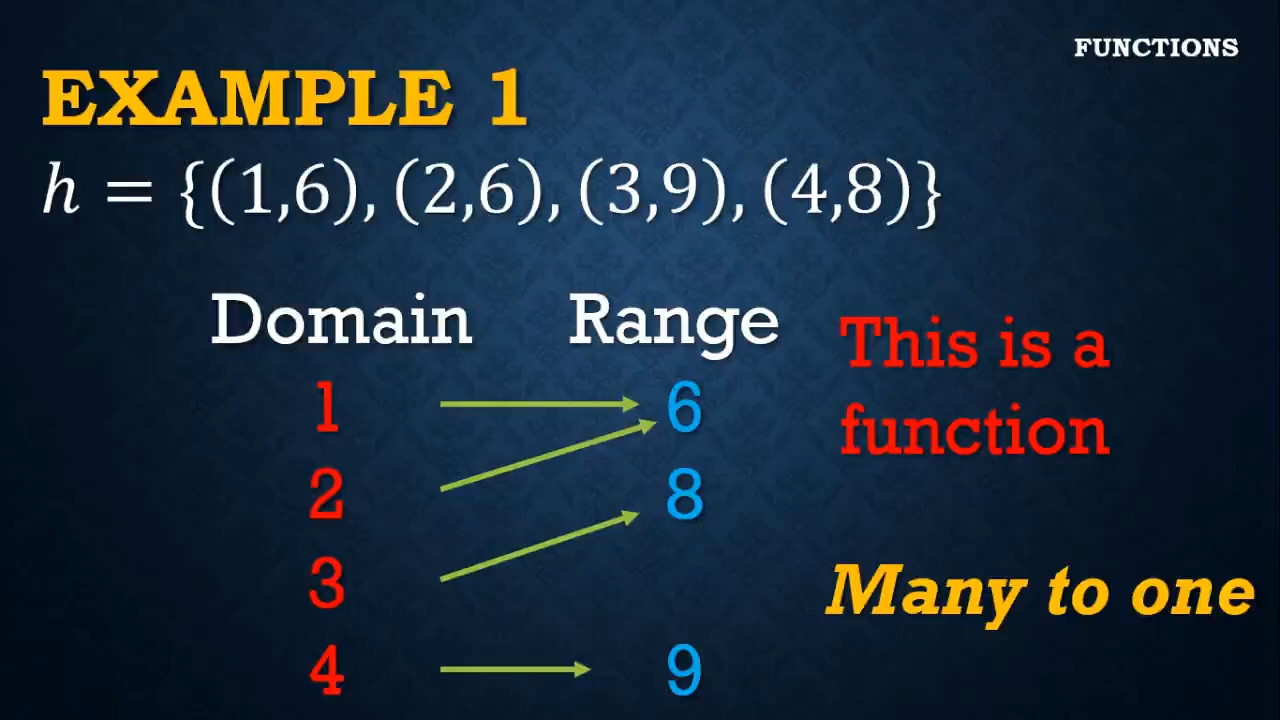 FUNCTIONS
EXAMPLE 1
h = {(1,6), (2,6), (3,9), (4,8)}
Domain Range
This is a
function
1 6
2 8
3
4 9
Many to one